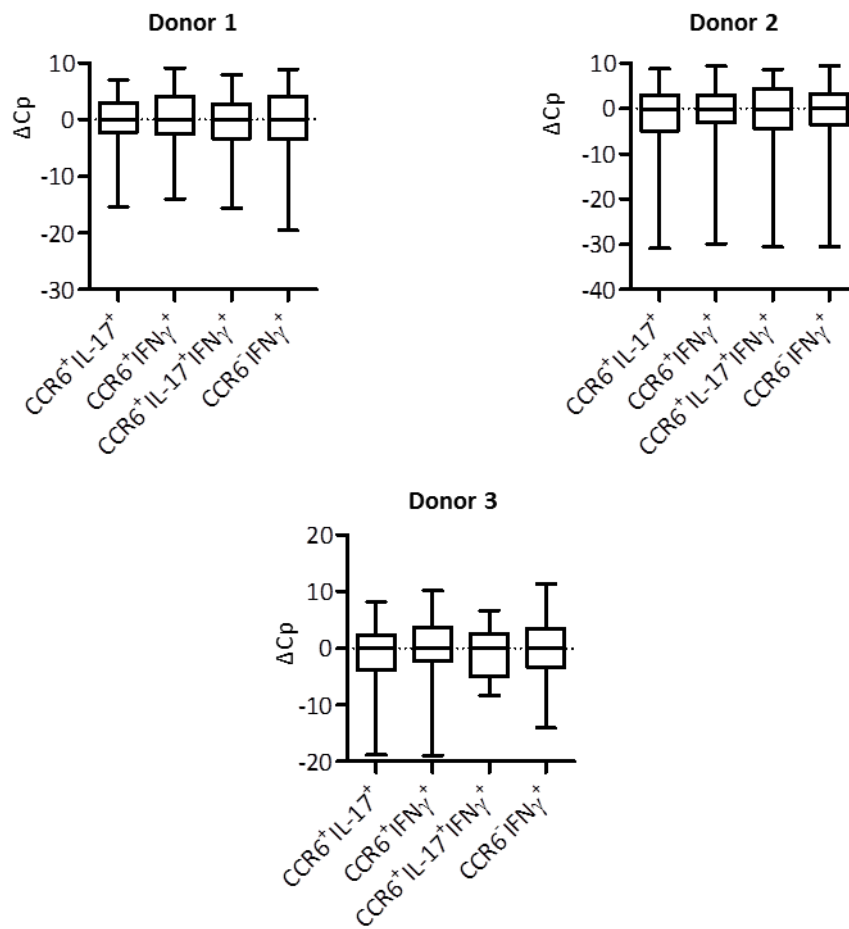 Donor 1
10
0
-10
-20
-30
ΔCp
CCR6⁺IL-17⁺
CCR6⁺IFNγ⁺
CCR6⁺IL-17⁺IFNγ⁺
CCR6⁻IFNγ⁺
Donor 2
10
0
-10
-20
-30
-40
ΔCp
CCR6⁺IL-17⁺
CCR6⁺IFNγ⁺
CCR6⁺IL-17⁺IFNγ⁺
CCR6⁻IFNγ⁺
Donor 3
20
10
0
-10
-20
ΔCp
CCR6⁺IL-17⁺
CCR6⁺IFNγ⁺
CCR6⁺IL-17⁺IFNγ⁺
CCR6⁻IFNγ⁺